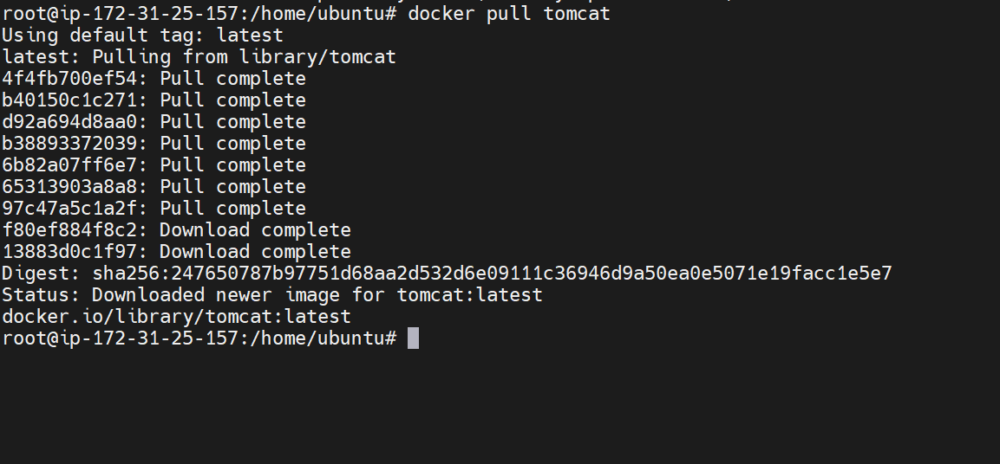 root@ip-172-31-25-157:/home/ubuntu# docker pull tomcat
Using default tag: latest
latest: Pulling from library/tomcat
4f4fb700ef54: Pull complete
b40150c1c271: Pull complete
d92a694d8aa0: Pull complete
b38893372039: Pull complete
6b82a07ff6e7: Pull complete
65313903a8a8: Pull complete
97c47a5c1a2f: Pull complete
f80ef884f8c2: Download complete
13883d0c1f97: Download complete
Digest: sha256:247650787b97751d68aa2d532d6e09111c36946d9a50ea0e5071e19facc1e5e7
Status: Downloaded newer image for tomcat:latest
docker.io/library/tomcat:latest
root@ip-172-31-25-157:/home/ubuntu#